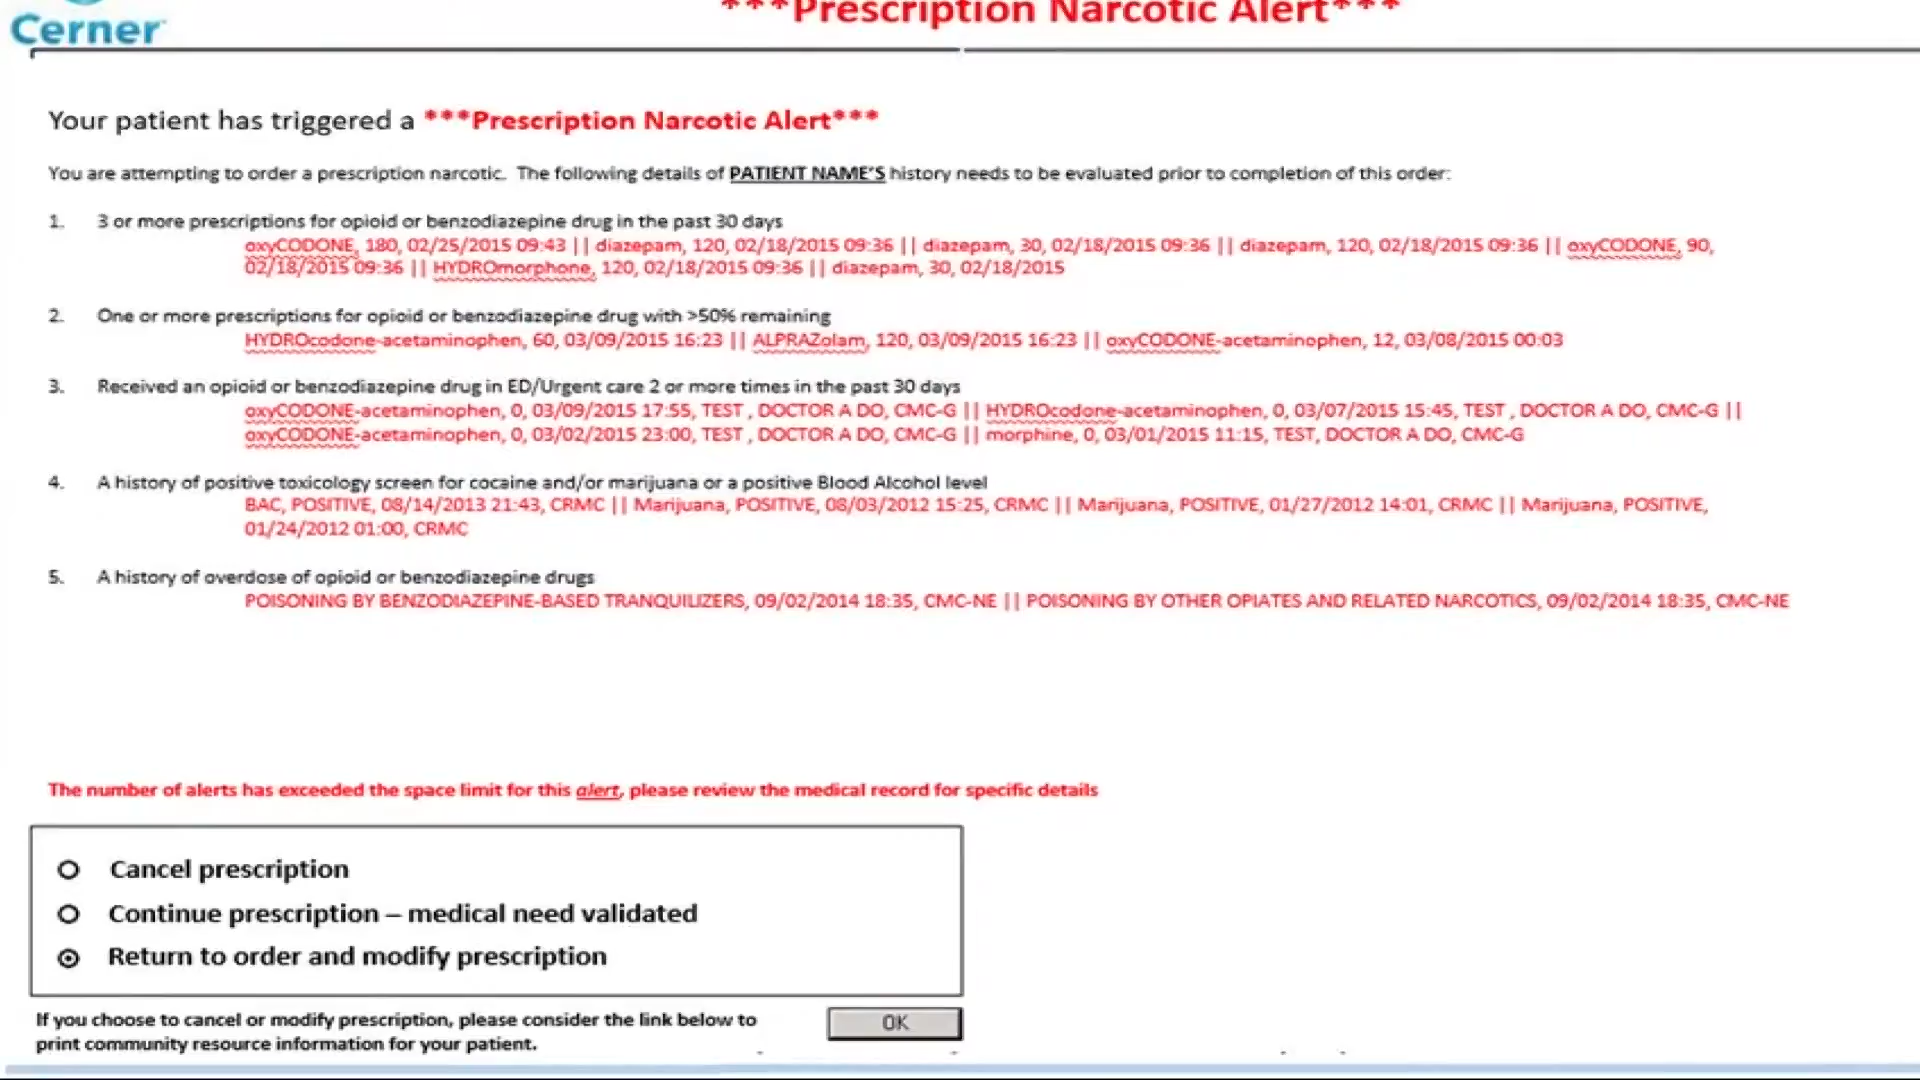 Cerner
***Prescription Narcotic Alert***
Your patient has triggered a ***Prescription Narcotic Alert***
You are attempting to order a prescription narcotic. The following details of PATIENT NAME'S history needs to be evaluated prior to completion of this order:
1. 3 or more prescriptions for opioid or benzodiazepine drug in the past 30 days
oxyCODONE, 180, 02/25/2015 09:43 || diazepam, 120, 02/18/2015 09:36 || diazepam, 30, 02/18/2015 09:36 || diazepam, 120, 02/18/2015 09:36 || oxyCODONE, 90,
02/18/2015 09:36 || HYDROmorphone, 120, 02/18/2015 09:36 || diazepam, 30, 02/18/2015
2. One or more prescriptions for opioid or benzodiazepine drug with >50% remaining
HYDROcodone-acetaminophen, 60, 03/09/2015 16:23 || ALPRAZolam, 120, 03/09/2015 16:23 || oxyCODONE-acetaminophen, 12, 03/08/2015 00:03
3. Received an opioid or benzodiazepine drug in ED/Urgent care 2 or more times in the past 30 days
oxyCODONE-acetaminophen, 0, 03/09/2015 17:55, TEST , DOCTOR A DO, CMC-G || HYDROcodone-acetaminophen, 0, 03/07/2015 15:45, TEST , DOCTOR A DO, CMC-G ||
oxyCODONE-acetaminophen, 0, 03/02/2015 23:00, TEST , DOCTOR A DO, CMC-G || morphine, 0, 03/01/2015 11:15, TEST, DOCTOR A DO, CMC-G
4. A history of positive toxicology screen for cocaine and/or marijuana or a positive Blood Alcohol level
BAC, POSITIVE, 08/14/2013 21:43, CRMC || Marijuana, POSITIVE, 08/03/2012 15:25, CRMC || Marijuana, POSITIVE, 01/27/2012 14:01, CRMC || Marijuana, POSITIVE,
01/24/2012 01:00, CRMC
5. A history of overdose of opioid or benzodiazepine drugs
POISONING BY BENZODIAZEPINE-BASED TRANQUILIZERS, 09/02/2014 18:35, CMC-NE || POISONING BY OTHER OPIATES AND RELATED NARCOTICS, 09/02/2014 18:35, CMC-NE
The number of alerts has exceeded the space limit for this alert, please review the medical record for specific details
Cancel prescription
Continue prescription – medical need validated
Return to order and modify prescription
If you choose to cancel or modify prescription, please consider the link below to
print community resource information for your patient.
OK